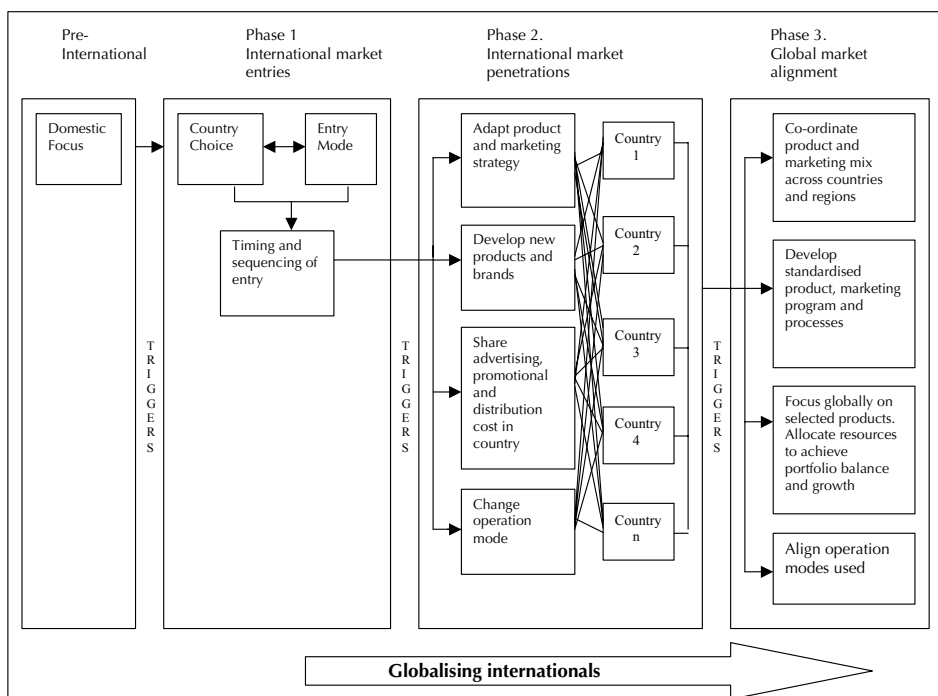 Pre-
International
Phase 1
International market
entries
Phase 2.
International market
penetrations
Phase 3.
Global market
alignment
Domestic
Focus
TRIGGERS
Country
Choice
Entry
Mode
Timing and
sequencing of
entry
TRIGGERS
Adapt product
and marketing
strategy
Develop new
products and
brands
Share
advertising,
promotional
and
distribution
cost in
country
Change
operation
mode
Country
1
Country
2
Country
3
Country
4
Country
n
TRIGGERS
Co-ordinate
product and
marketing mix
across countries
and regions
Develop
standardised
product, marketing
program and
processes
Focus globally on
selected products.
Allocate resources
to achieve
portfolio balance
and growth
Align operation
modes used
Globalising internationals